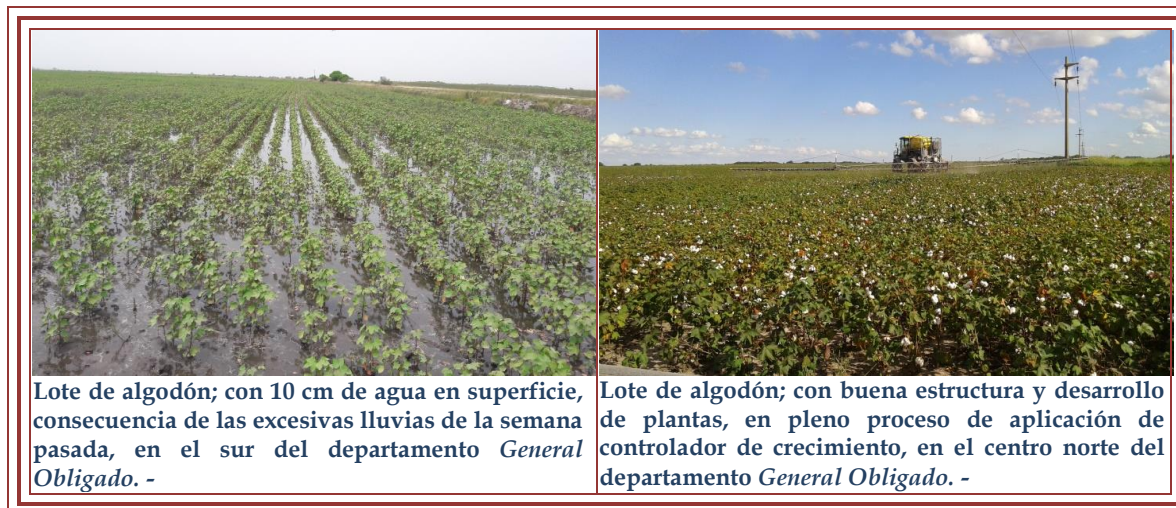 Lote de algodón; con 10 cm de agua en superficie,
consecuencia de las excesivas lluvias de la semana
pasada, en el sur del departamento General
Obligado. -
Lote de algodón; con buena estructura y desarrollo
de plantas, en pleno proceso de aplicación de
controlador de crecimiento, en el centro norte del
departamento General Obligado. -